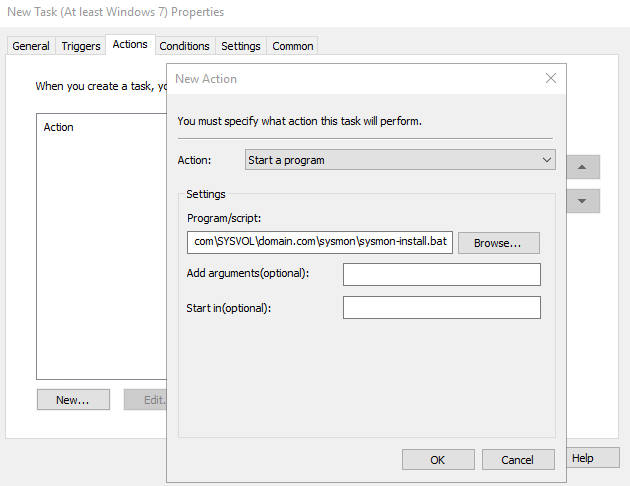 New Task (At least Windows 7) Properties
General Triggers Actions Conditions Settings Common
When you create a task, yo
Action
New... Edit.
New Action
You must specify what action this task will perform.
Action: Start a program
Settings
Program/script:
com\SYSVOL\domain.com\sysmon\sysmon-install.bat Browse...
Add arguments(optional):
Start in(optional):
OK Cancel
Help